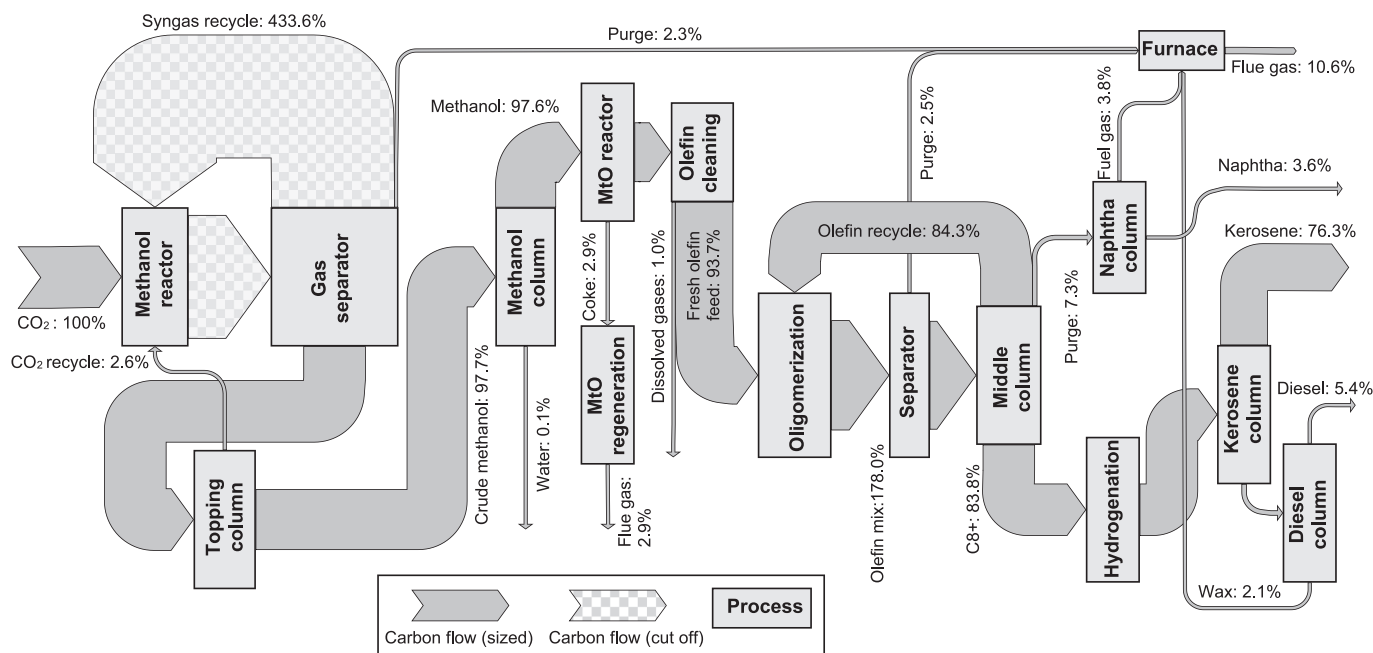 Syngas recycle: 433.6%
Purge: 2.3%
Furnace
Flue gas: 10.6%
Methanol: 97.6%
MtO reactor
Olefin
cleaning
Purge: 2.5%
Fuel gas: 3.8%
Naphtha: 3.6%
Methanol
reactor
Gas
separator
Methanol
column
Coke: 2.9%
Dissolved gases: 1.0%
Fresh olefin
feed: 93.7%
Olefin recycle: 84.3%
Naphtha
column
Kerosene: 76.3%
CO₂ : 100%
CO₂ recycle: 2.6%
Purge: 7.3%
Crude methanol: 97.7%
Water: 0.1%
MtO
regeneration
Oligomerization
Separator
Middle
column
Kerosene
column
Diesel: 5.4%
Topping
column
Flue gas:
2.9%
Olefin mix:178.0%
C8+: 83.8%
Hydrogenation
Diesel
column
Wax: 2.1%
Process
Carbon flow (sized)
Carbon flow (cut off)